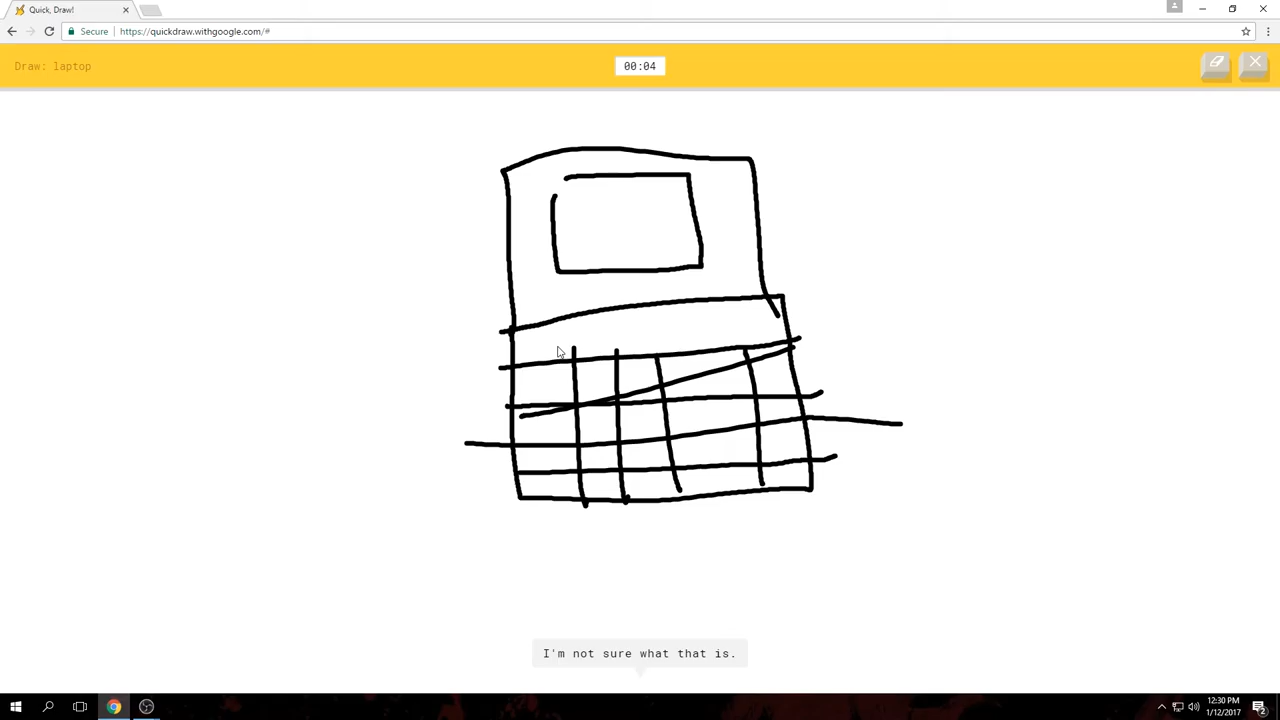 Quick, Draw!
Secure https://quickdraw.withgoogle.com/#
Draw: laptop
00:04
I'm not sure what that is.
12:30 PM
1/12/2017
2